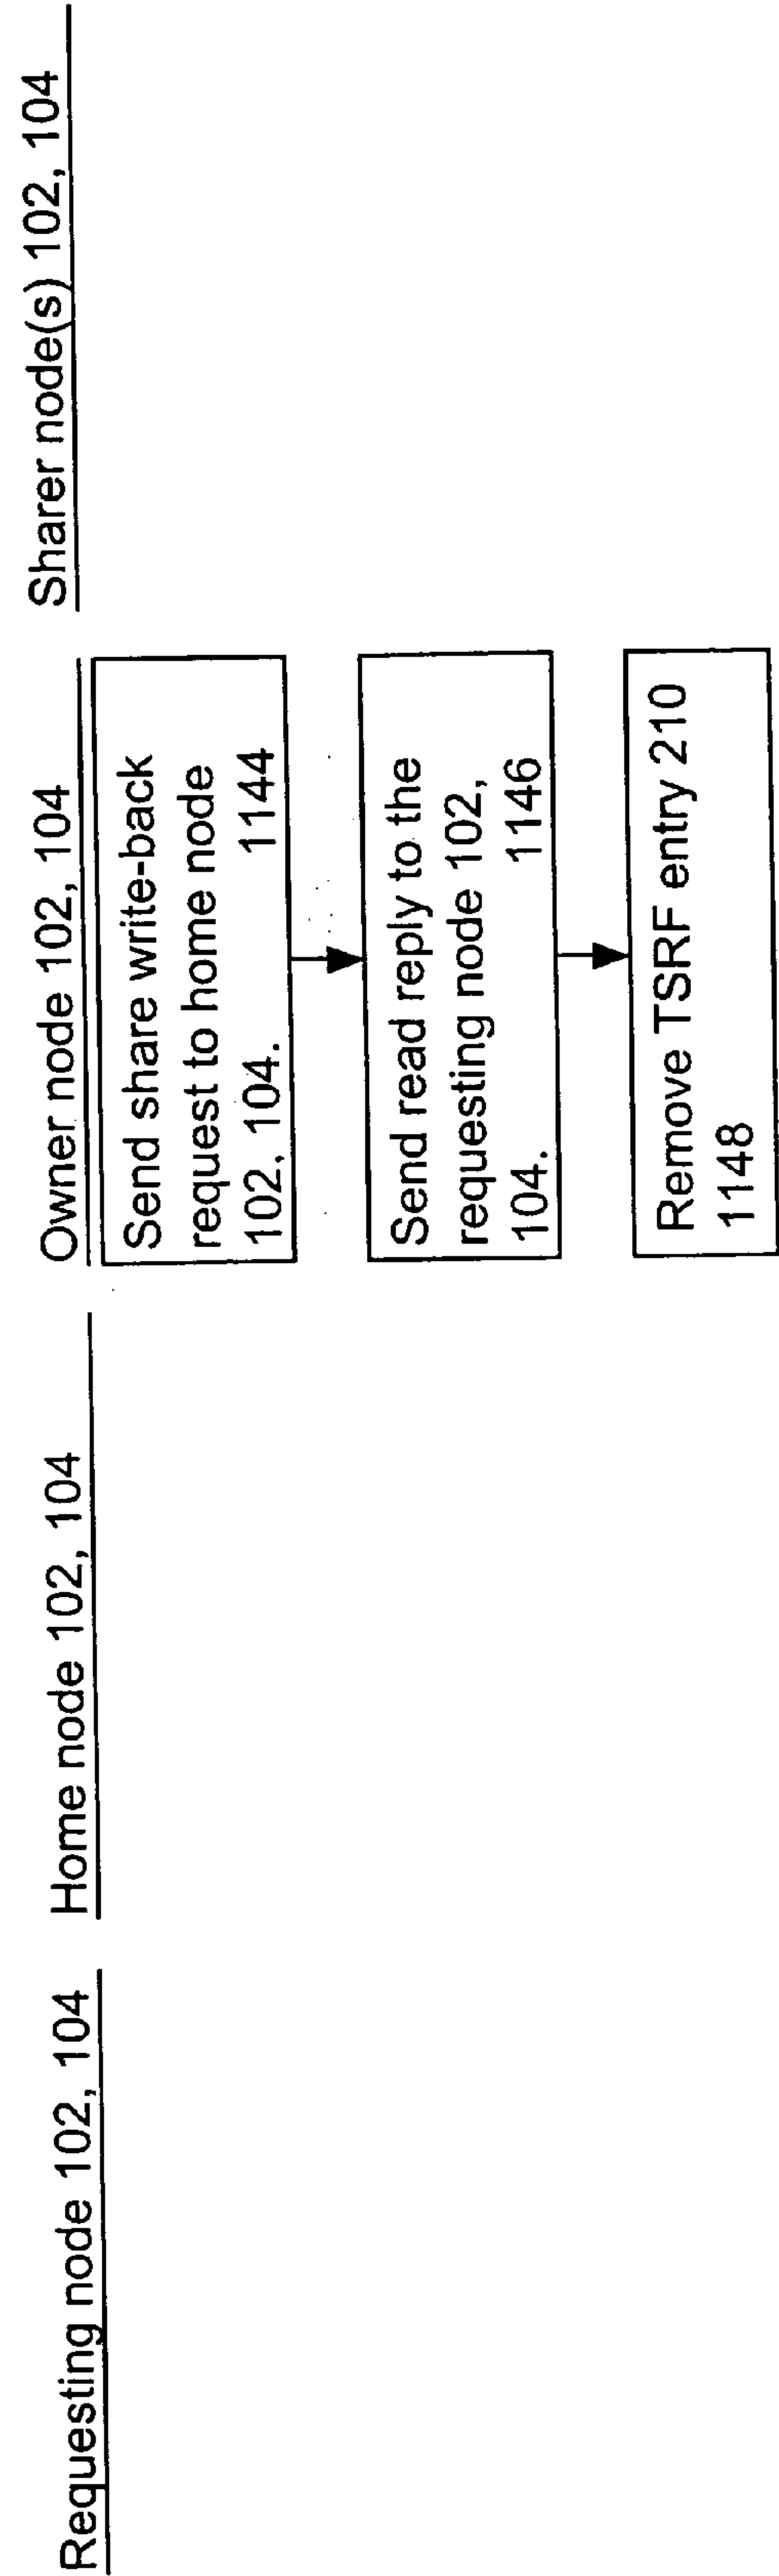 Requesting node 102, 104
Home node 102, 104
Owner node 102, 104
Sharer node(s) 102, 104
Send share write-back
request to home node
102, 104. 1144
Send read reply to the
requesting node 102,
104. 1146
Remove TSRF entry 210
1148